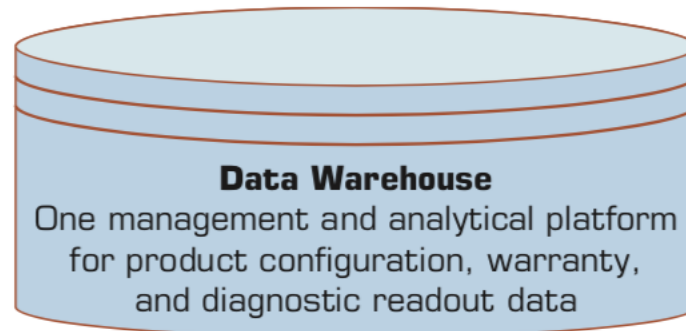 Data Warehouse
One management and analytical platform
for product configuration, warranty,
and diagnostic readout data